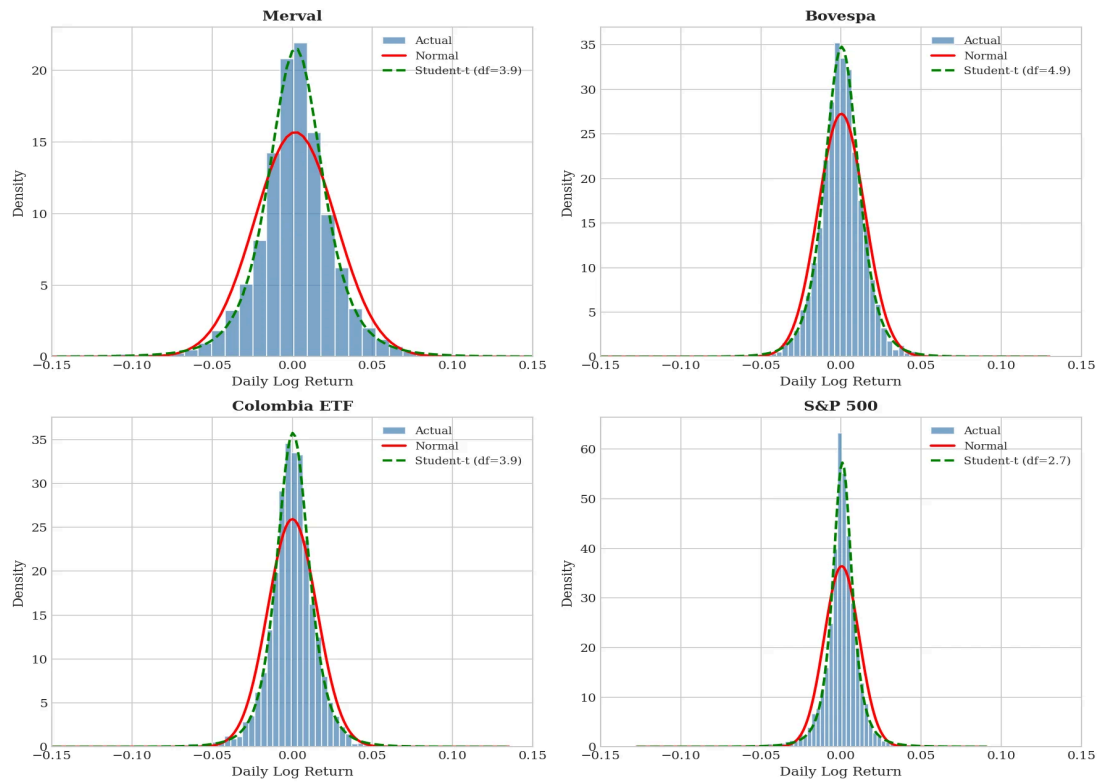 Merval
Actual
Normal
Student-t (df=3.9)
Density
20
15
10
5
0
−0.15 −0.10 −0.05 0.00 0.05 0.10 0.15
Daily Log Return
Bovespa
Actual
Normal
Student-t (df=4.9)
Density
35
30
25
20
15
10
5
0
−0.15 −0.10 −0.05 0.00 0.05 0.10 0.15
Daily Log Return
Colombia ETF
Actual
Normal
Student-t (df=3.9)
Density
35
30
25
20
15
10
5
0
−0.15 −0.10 −0.05 0.00 0.05 0.10 0.15
Daily Log Return
S&P 500
Actual
Normal
Student-t (df=2.7)
Density
60
50
40
30
20
10
0
−0.15 −0.10 −0.05 0.00 0.05 0.10 0.15
Daily Log Return